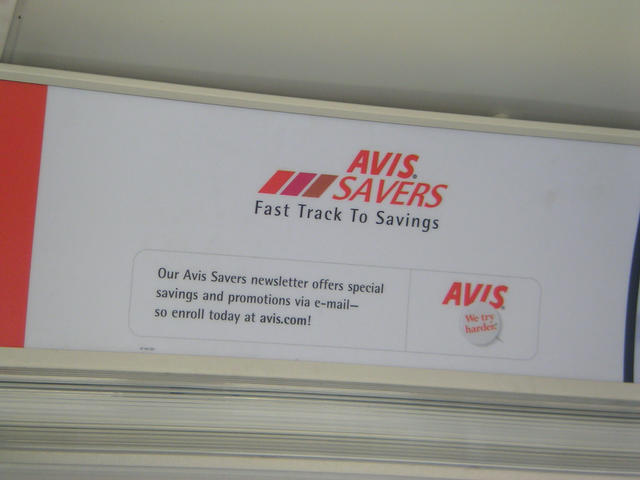 AVIS.
SAVERS
Fast Track To Savings
Our Avis Savers newsletter offers special
savings and promotions via e-mail—
so enroll today at avis.com!
AVIS
We try
harder.